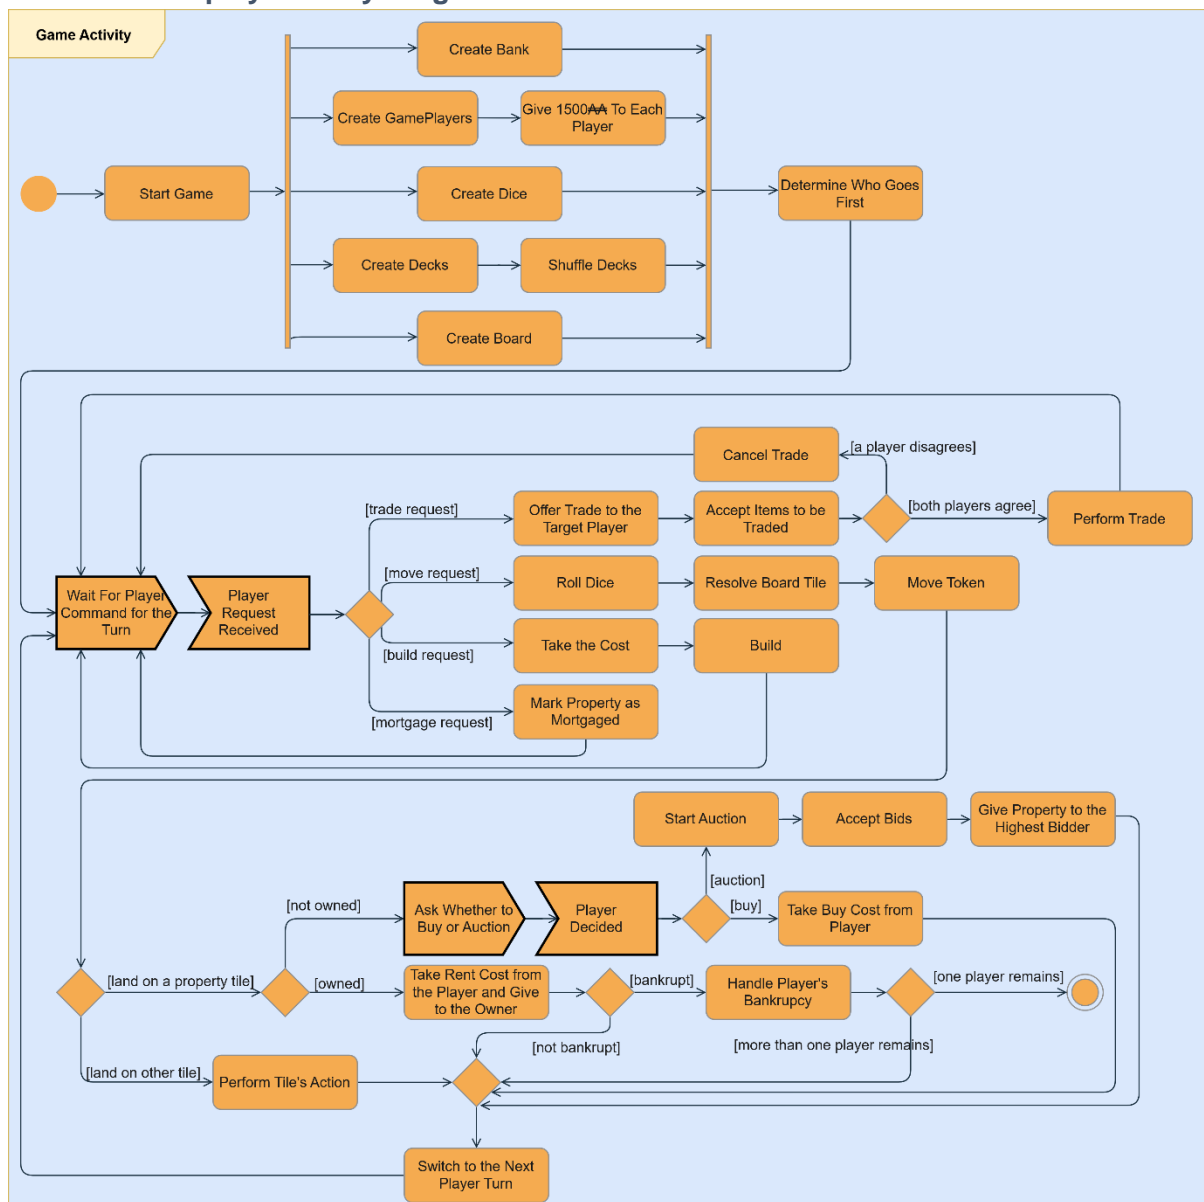 Game Activity
Create Bank
Create GamePlayers
Give 1500₳₳ To Each
Player
Start Game
Create Dice
Determine Who Goes
First
Create Decks
Shuffle Decks
Create Board
Cancel Trade
[a player disagrees]
[trade request]
Offer Trade to the
Target Player
Accept Items to be
Traded
[both players agree]
Perform Trade
Wait For Player
Command for the
Turn
Player
Request
Received
[move request]
Roll Dice
Resolve Board Tile
Move Token
[build request]
Take the Cost
Build
[mortgage request]
Mark Property as
Mortgaged
Start Auction
Accept Bids
Give Property to the
Highest Bidder
[auction]
[not owned]
Ask Whether to
Buy or Auction
Player
Decided
[buy]
Take Buy Cost from
Player
[land on a property tile]
[owned]
Take Rent Cost from
the Player and Give
to the Owner
[bankrupt]
Handle Player's
Bankrupcy
[one player remains]
[not bankrupt]
[more than one player remains]
[land on other tile]
Perform Tile's Action
Switch to the Next
Player Turn